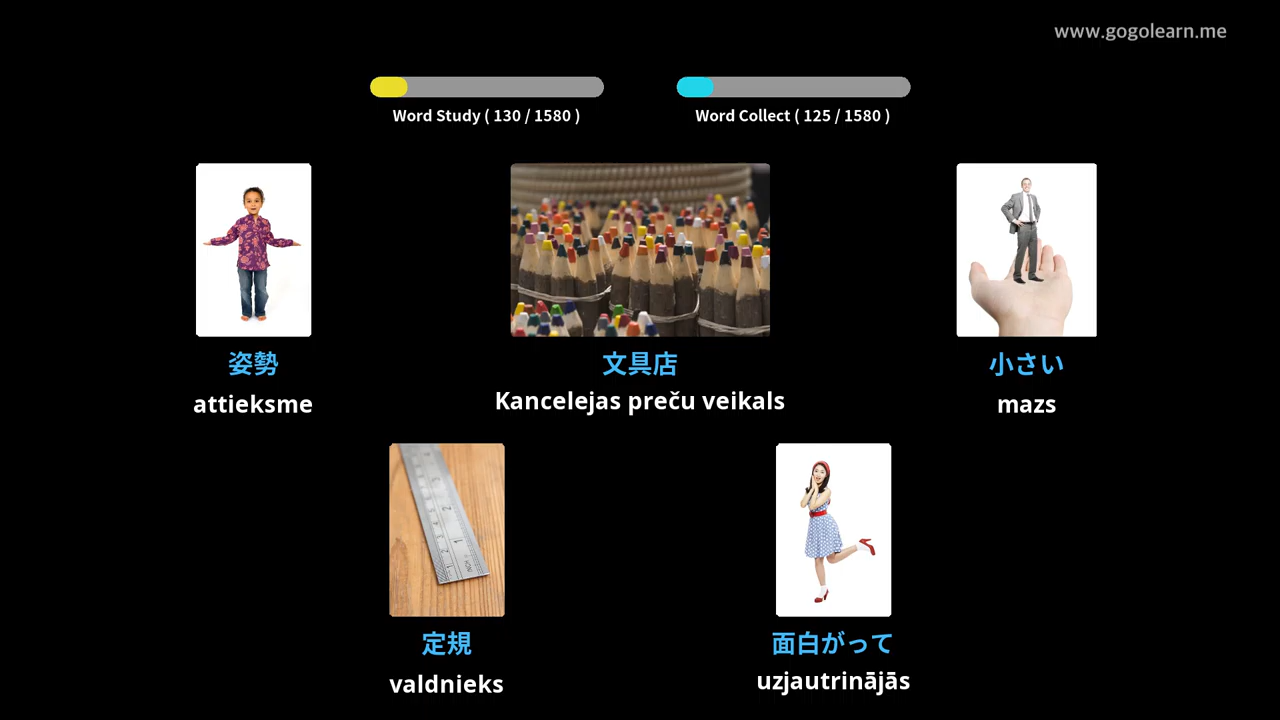 www.gogolearn.me
Word Study ( 130 / 1580 )
Word Collect ( 125 / 1580 )
姿勢
attieksme
文具店
Kancelejas preču veikals
小さい
mazs
定規
valdnieks
面白がって
uzjautrinājās